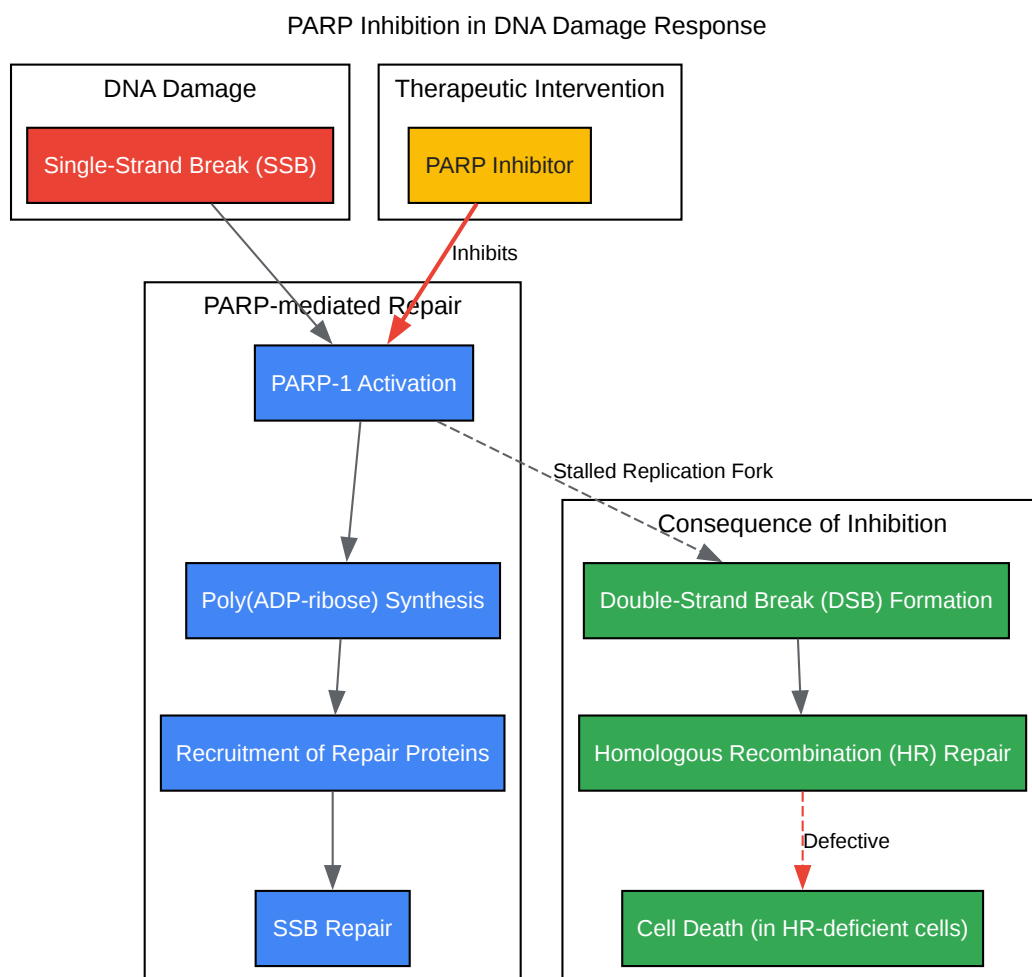 PARP Inhibition in DNA Damage Response
DNA Damage
Therapeutic Intervention
Single-Strand Break (SSB)
PARP Inhibitor
Inhibits
PARP-mediated Repair
PARP-1 Activation
Stalled Replication Fork
Consequence of Inhibition
Poly(ADP-ribose) Synthesis
Double-Strand Break (DSB) Formation
Recruitment of Repair Proteins
Homologous Recombination (HR) Repair
Defective
SSB Repair
Cell Death (in HR-deficient cells)